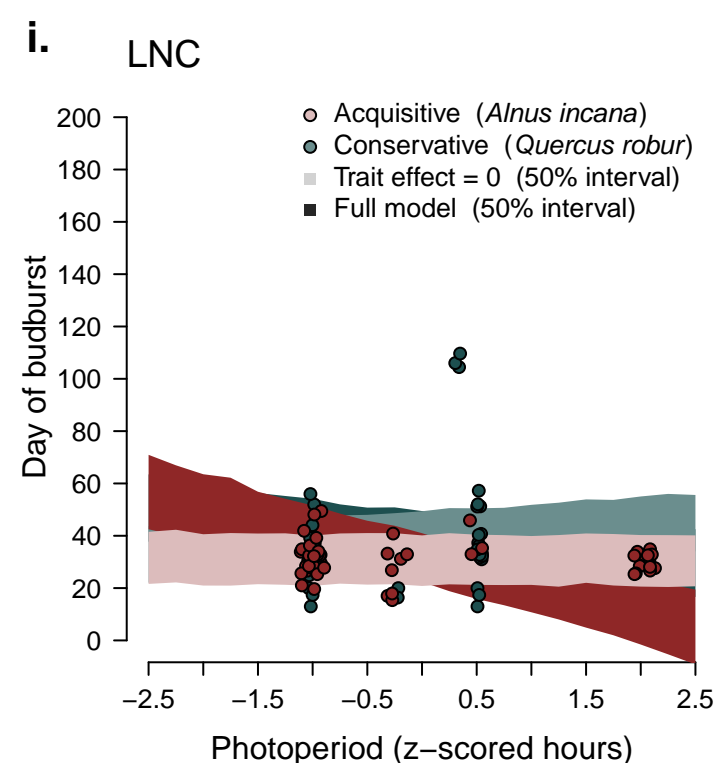 i.
LNC
Acquisitive (Alnus incana)
Conservative (Quercus robur)
Trait effect = 0 (50% interval)
Full model (50% interval)
Day of budburst
200
180
160
140
120
100
80
60
40
20
0
−2.5 −1.5 −0.5 0.5 1.5 2.5
Photoperiod (z−scored hours)